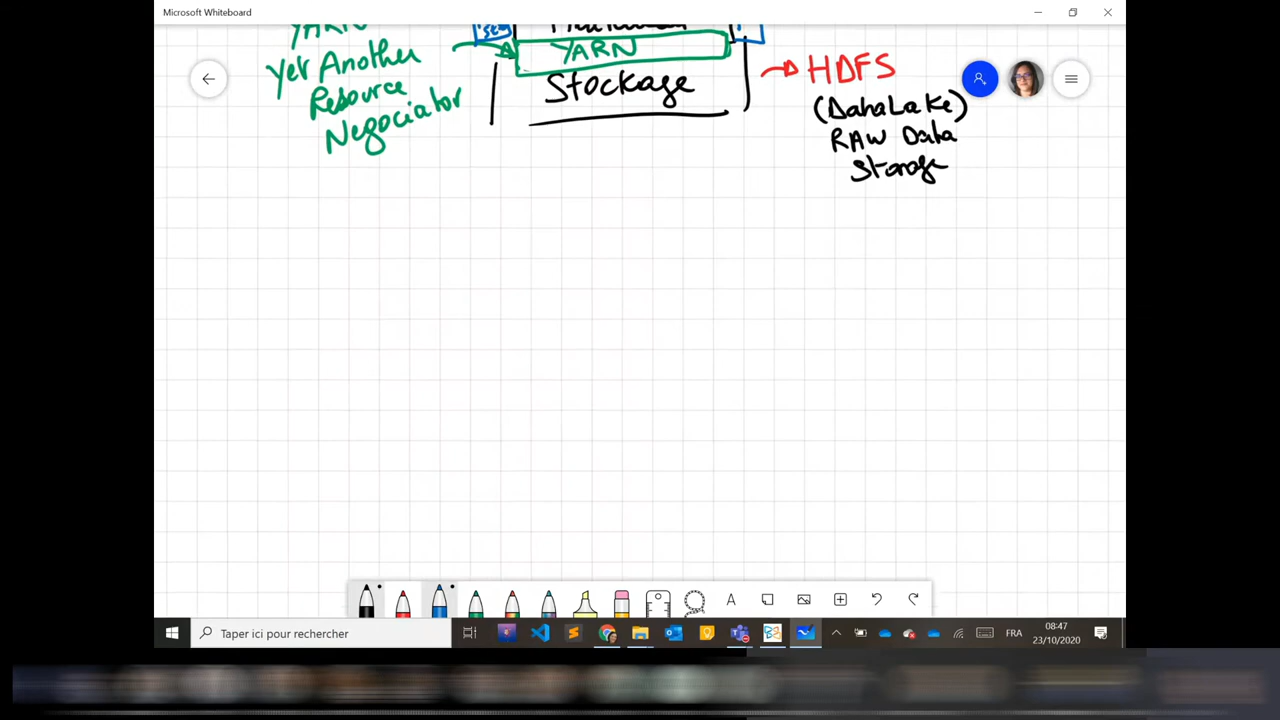 Microsoft Whiteboard
YARN
Yet Another
Resource
Negociator
YARN
Stockage
HDFS
(DataLake)
RAW Data
Storage
A
Taper ici pour rechercher
FRA
08:47
23/10/2020